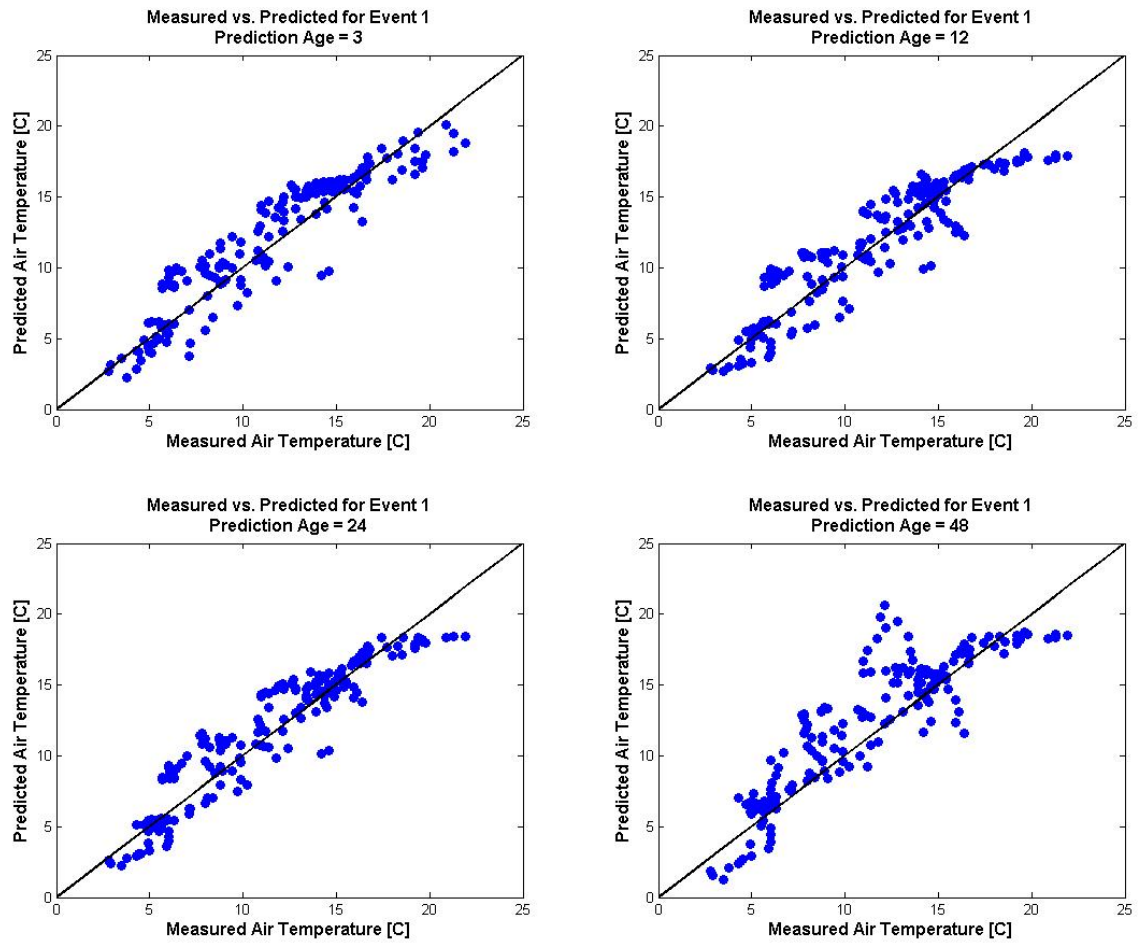 Measured vs. Predicted for Event 1
Prediction Age = 3
25
20
15
10
5
0
Predicted Air Temperature [C]
0 5 10 15 20 25
Measured Air Temperature [C]
Measured vs. Predicted for Event 1
Prediction Age = 12
25
20
15
10
5
0
Predicted Air Temperature [C]
0 5 10 15 20 25
Measured Air Temperature [C]
Measured vs. Predicted for Event 1
Prediction Age = 24
25
20
15
10
5
0
Predicted Air Temperature [C]
0 5 10 15 20 25
Measured Air Temperature [C]
Measured vs. Predicted for Event 1
Prediction Age = 48
25
20
15
10
5
0
Predicted Air Temperature [C]
0 5 10 15 20 25
Measured Air Temperature [C]